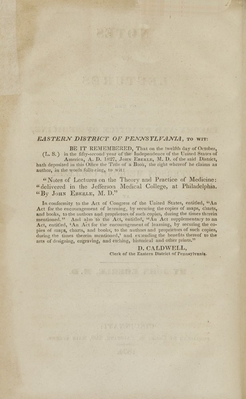 EASTERN DISTRICT OF PENNSYLVANIA, TO WIT:
BE IT REMEMBERED, That on the twelfth day of October,
(L. S.) in the fifty-second year of the Independence of the United States of
America, A. D. 1827, JOHN EBERLE, M. D. of the said District,
hath deposited in this Office the Title of a Book, the right whereof he claims as
author, in the words following, to wit:
"Notes of Lectures on the Theory and Practice of Medicine:
"delivered in the Jefferson Medical College, at Philadelphia.
"By JOHN EBERLE, M. D."
In conformity to the Act of Congress of the United States, entitled, "An
Act for the encouragement of learning, by securing the copies of maps, charts,
and books, to the authors and proprietors of such copies, during the times therein
mentioned." And also to the Act, entitled, "An Act supplementary to an
Act, entitled, 'An Act for the encouragement of learning, by securing the co-
pies of maps, charts, and books, to the authors and proprietors of such copies,
during the times therein mentioned,' and extending the benefits thereof to the
arts of designing, engraving, and etching, historical and other prints."
D. CALDWELL,
Clerk of the Eastern District of Pennsylvania.